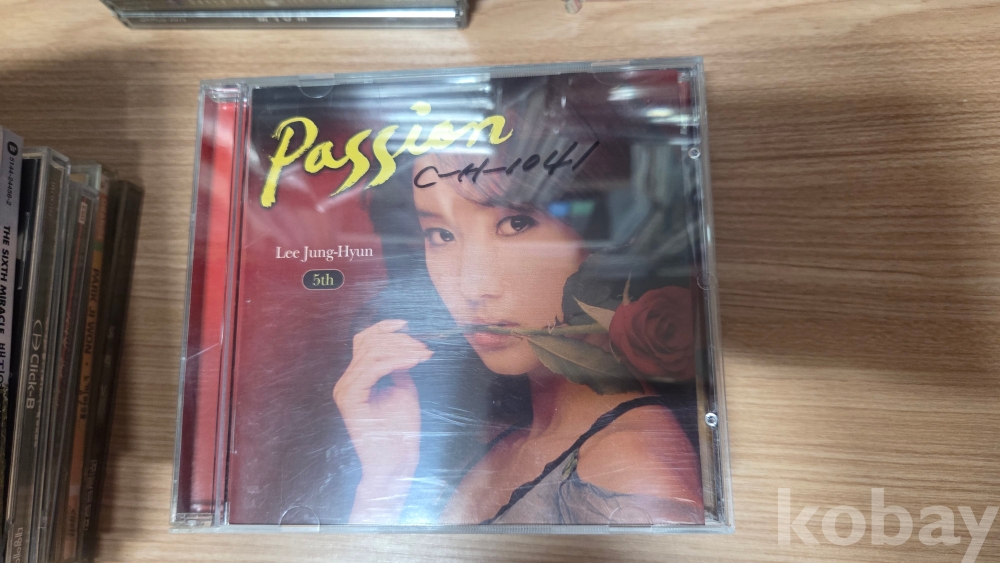 Passion
C-H-1041
Lee Jung-Hyun
5th
THE SIXTH MIRACLE
Click-B
kobay